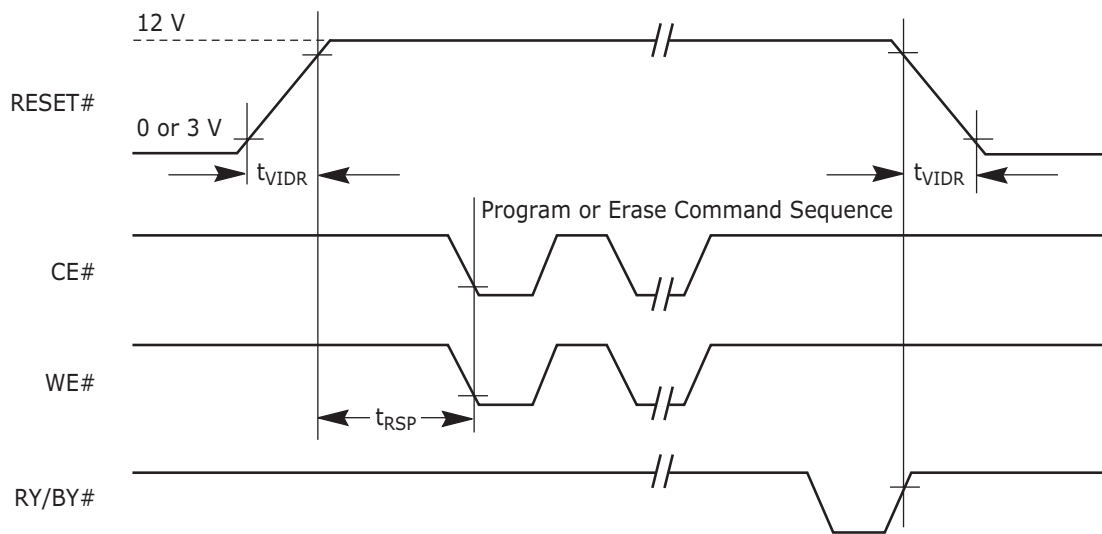 12 V
RESET#
0 or 3 V
tVIDR
tVIDR
Program or Erase Command Sequence
CE#
WE#
tRSP
RY/BY#